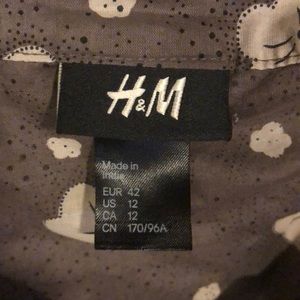 H&M
Made in
India
EUR 42
US 12
CA 12
CN 170/96A